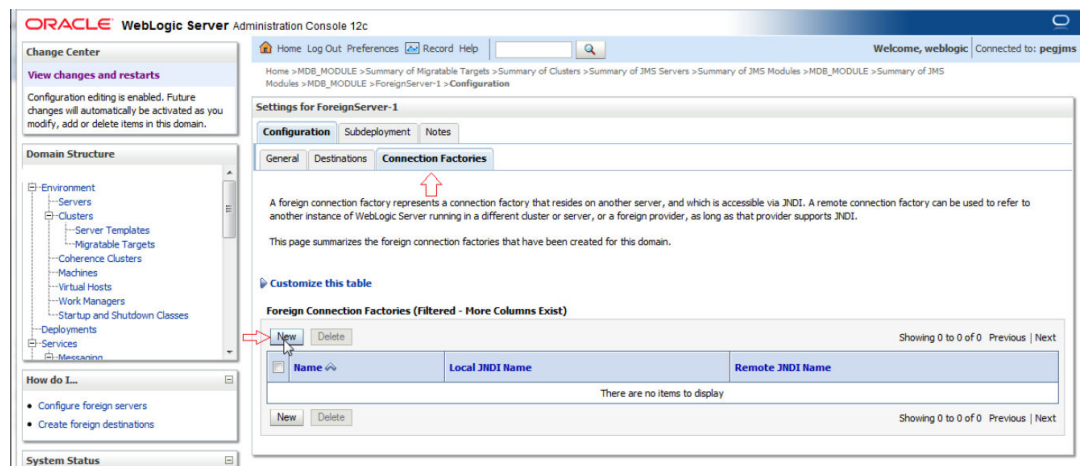 ORACLE WebLogic Server Administration Console 12c
Change Center
View changes and restarts
Configuration editing is enabled. Future
changes will automatically be activated as you
modify, add or delete items in this domain.
Domain Structure
Environment
Servers
Clusters
Server Templates
Migratable Targets
Coherence Clusters
Machines
Virtual Hosts
Work Managers
Startup and Shutdown Classes
Deployments
Services
Messaging
How do I...
Configure foreign servers
Create foreign destinations
System Status
Home Log Out Preferences Record Help
Welcome, weblogic Connected to: pegjms
Home >MDB_MODULE >Summary of Migratable Targets >Summary of Clusters >Summary of JMS Servers >Summary of JMS Modules >MDB_MODULE >Summary of JMS
Modules >MDB_MODULE >ForeignServer-1 >Configuration
Settings for ForeignServer-1
Configuration Subdeployment Notes
General Destinations Connection Factories
A foreign connection factory represents a connection factory that resides on another server, and which is accessible via JNDI. A remote connection factory can be used to refer to
another instance of WebLogic Server running in a different cluster or server, or a foreign provider, as long as that provider supports JNDI.
This page summarizes the foreign connection factories that have been created for this domain.
Customize this table
Foreign Connection Factories (Filtered - More Columns Exist)
New Delete Showing 0 to 0 of 0 Previous | Next
Name Local JNDI Name Remote JNDI Name
There are no items to display
New Delete Showing 0 to 0 of 0 Previous | Next